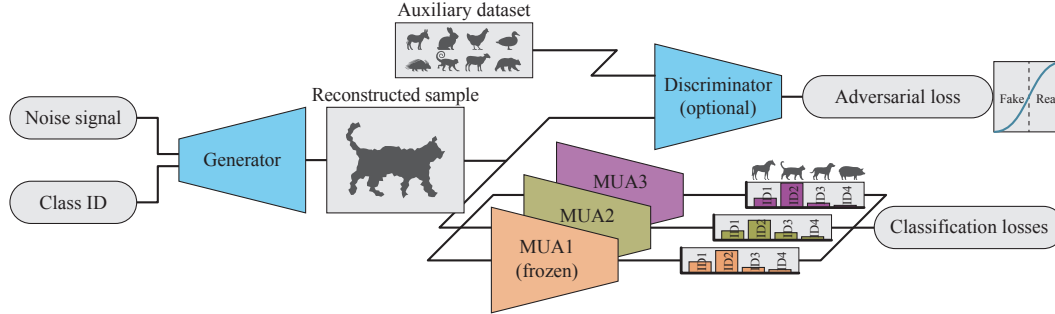 Auxiliary dataset
Reconstructed sample
Noise signal
Class ID
Generator
Discriminator
(optional)
Adversarial loss
Fake
Rea
MUA3
MUA2
MUA1
(frozen)
ID1 ID2 ID3 ID4
ID1 ID2 ID3 ID4
ID1 ID2 ID3 ID4
Classification losses